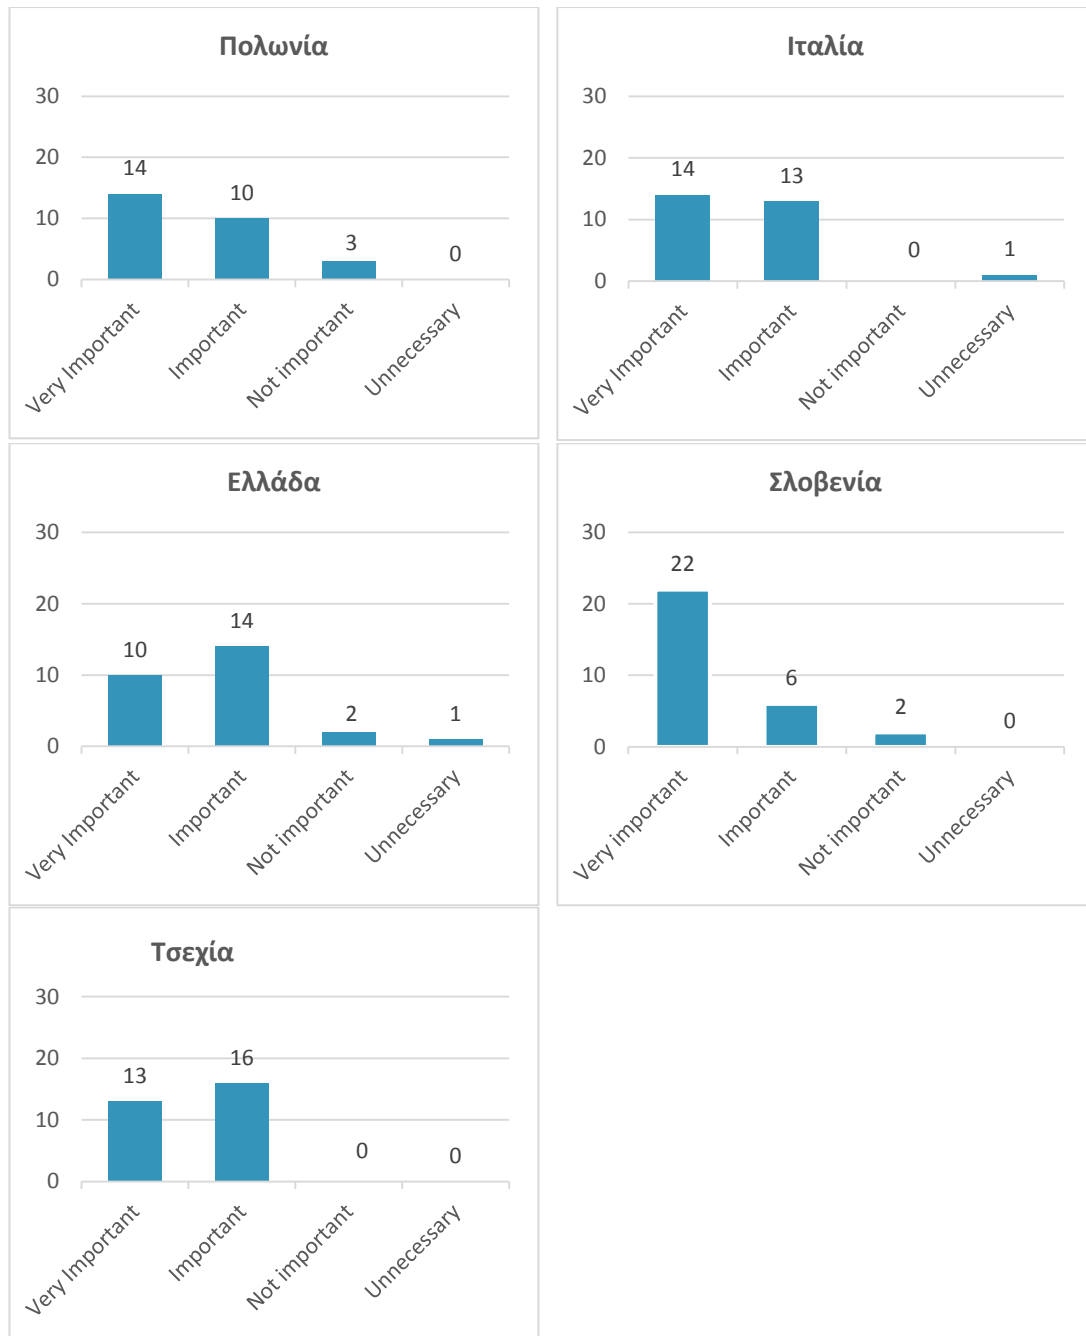 Πολωνία
30
20
10
0
14
10
3
0
Very Important
Important
Not important
Unnecessary
Ιταλία
30
20
10
0
14
13
0
1
Very Important
Important
Not important
Unnecessary
Ελλάδα
30
20
10
0
10
14
2
1
Very Important
Important
Not important
Unnecessary
Σλοβενία
30
20
10
0
22
6
2
0
Very important
Important
Not important
Unnecessary
Τσεχία
30
20
10
0
13
16
0
0
Very Important
Important
Not important
Unnecessary